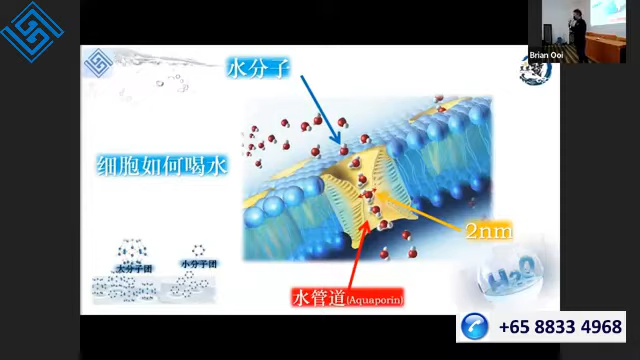 Brian Ooi
水分子
细胞如何喝水
2nm
大分子团
小分子团
水管道(Aquaporin)
H2O
+65 8833 4968